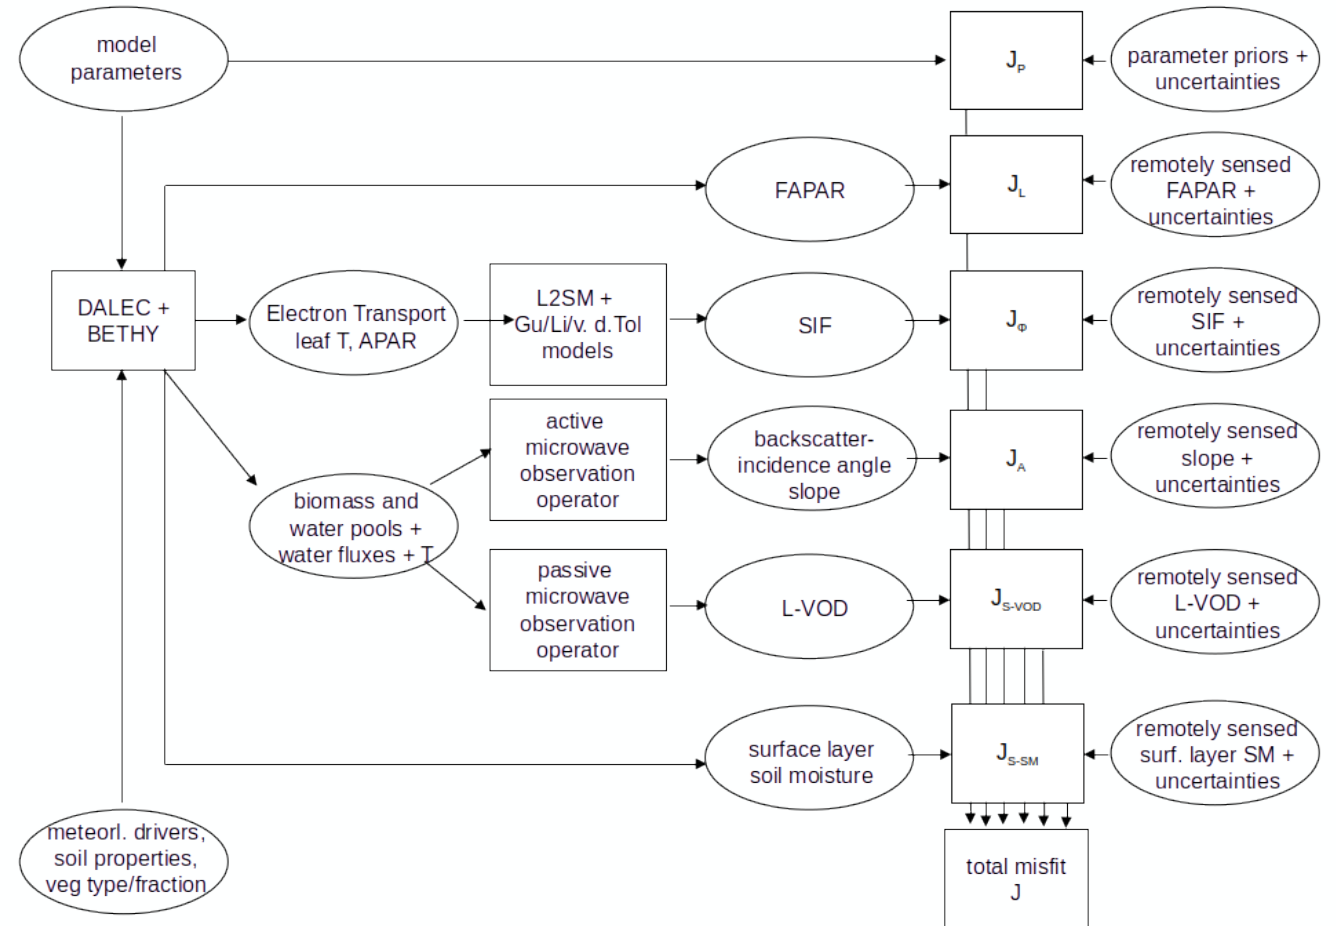 model
parameters
J_P
parameter priors +
uncertainties
FAPAR
J_L
remotely sensed
FAPAR +
uncertainties
DALEC +
BETHY
Electron Transport
leaf T, APAR
L2SM +
Gu/Li/v. d.Tol
models
SIF
J_Φ
remotely sensed
SIF +
uncertainties
active
microwave
observation
operator
backscatter-
incidence angle
slope
J_A
remotely sensed
slope +
uncertainties
biomass and
water pools +
water fluxes + T
passive
microwave
observation
operator
L-VOD
J_S-VOD
remotely sensed
L-VOD +
uncertainties
surface layer
soil moisture
J_S-SM
remotely sensed
surf. layer SM +
uncertainties
meteorl. drivers,
soil properties,
veg type/fraction
total misfit
J